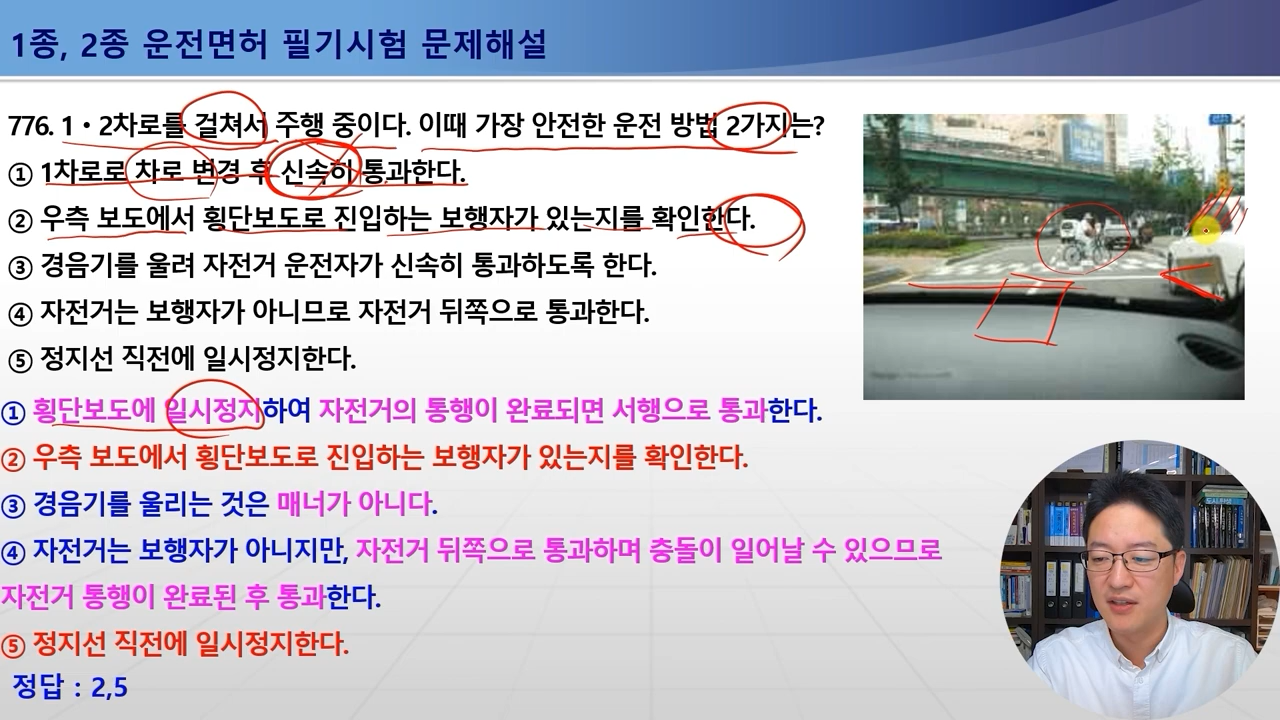 1종, 2종 운전면허 필기시험 문제해설
776. 1・2차로를 걸쳐서 주행 중이다. 이때 가장 안전한 운전 방법 2가지는?
① 1차로로 차로 변경 후 신속히 통과한다.
② 우측 보도에서 횡단보도로 진입하는 보행자가 있는지를 확인한다.
③ 경음기를 울려 자전거 운전자가 신속히 통과하도록 한다.
④ 자전거는 보행자가 아니므로 자전거 뒤쪽으로 통과한다.
⑤ 정지선 직전에 일시정지한다.
① 횡단보도에 일시정지하여 자전거의 통행이 완료되면 서행으로 통과한다.
② 우측 보도에서 횡단보도로 진입하는 보행자가 있는지를 확인한다.
③ 경음기를 울리는 것은 매너가 아니다.
④ 자전거는 보행자가 아니지만, 자전거 뒤쪽으로 통과하며 충돌이 일어날 수 있으므로
자전거 통행이 완료된 후 통과한다.
⑤ 정지선 직전에 일시정지한다.
정답 : 2,5